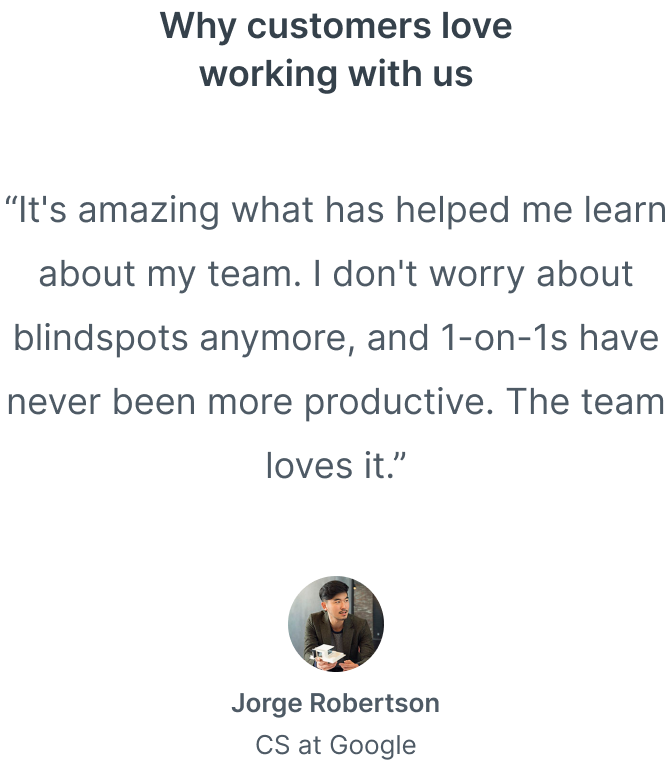 Why customers love
working with us
“It's amazing what has helped me learn
about my team. I don't worry about
blindspots anymore, and 1-on-1s have
never been more productive. The team
loves it.”
Jorge Robertson
CS at Google